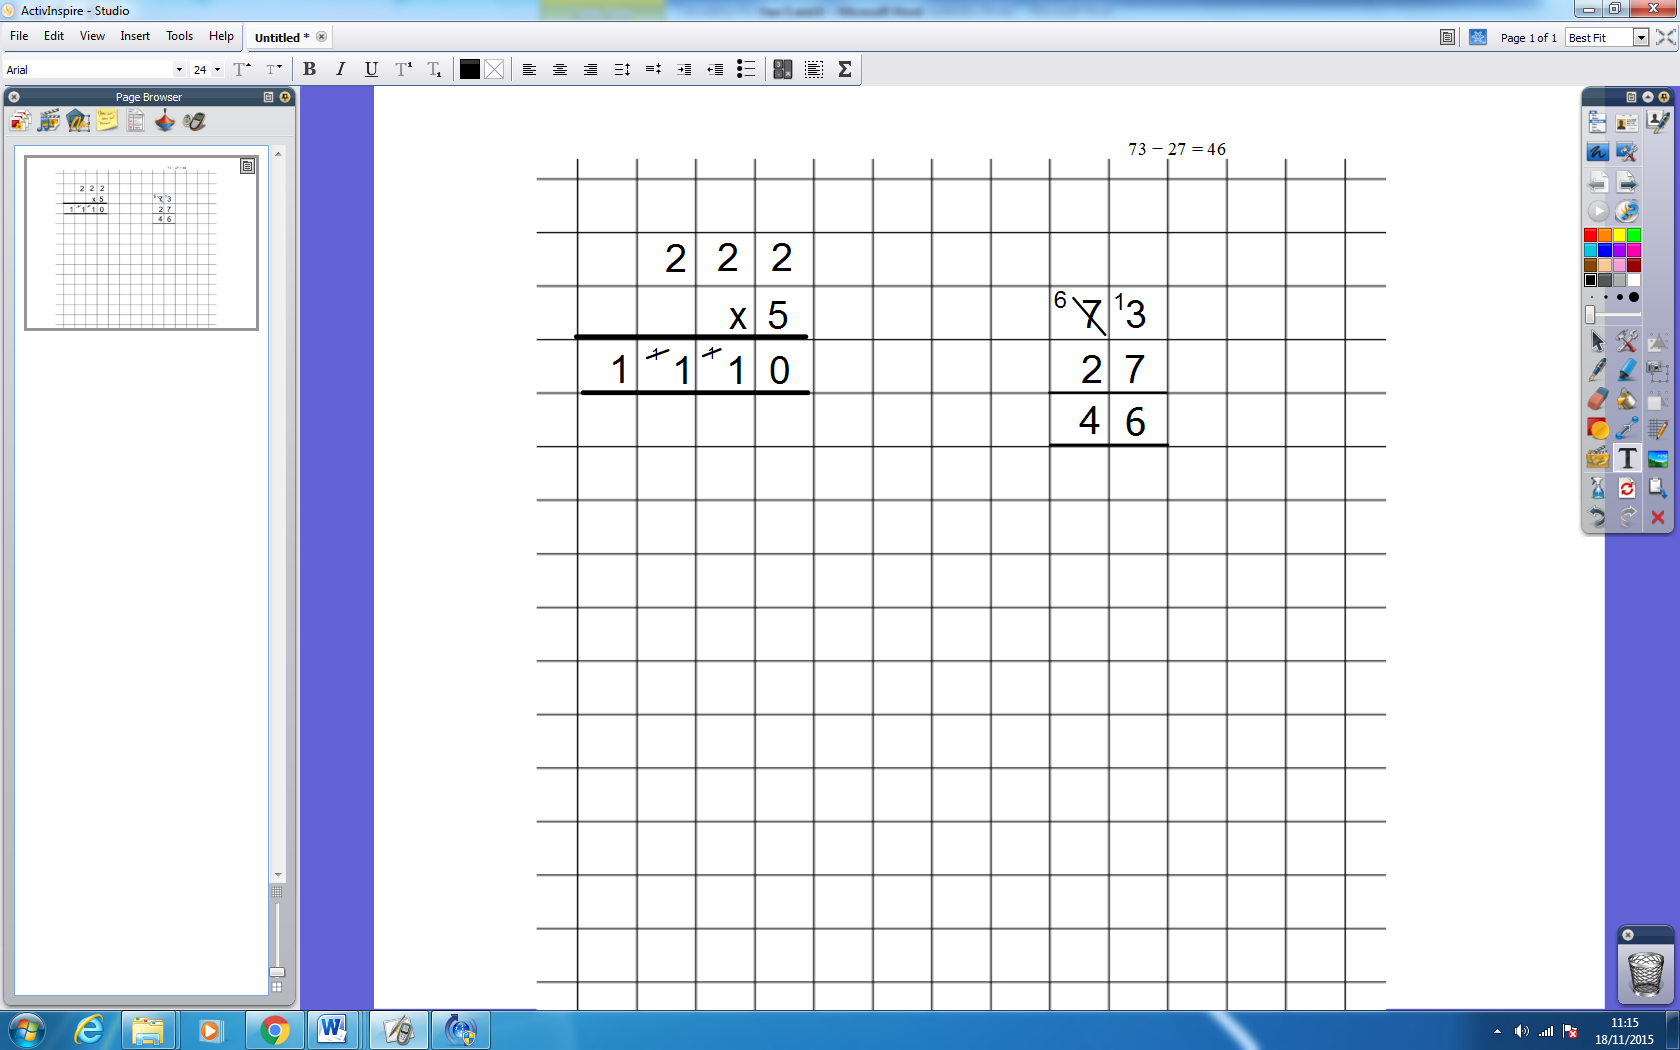 ActivInspire - Studio
File Edit View Insert Tools Help Untitled * Page 1 of 1 Best Fit
Arial 24 B I U
Page Browser
73 − 27 = 46
2 2 2
x 5
1 1 1 1 1 0
6 7 1 3
2 7
4 6
11:15
18/11/2015